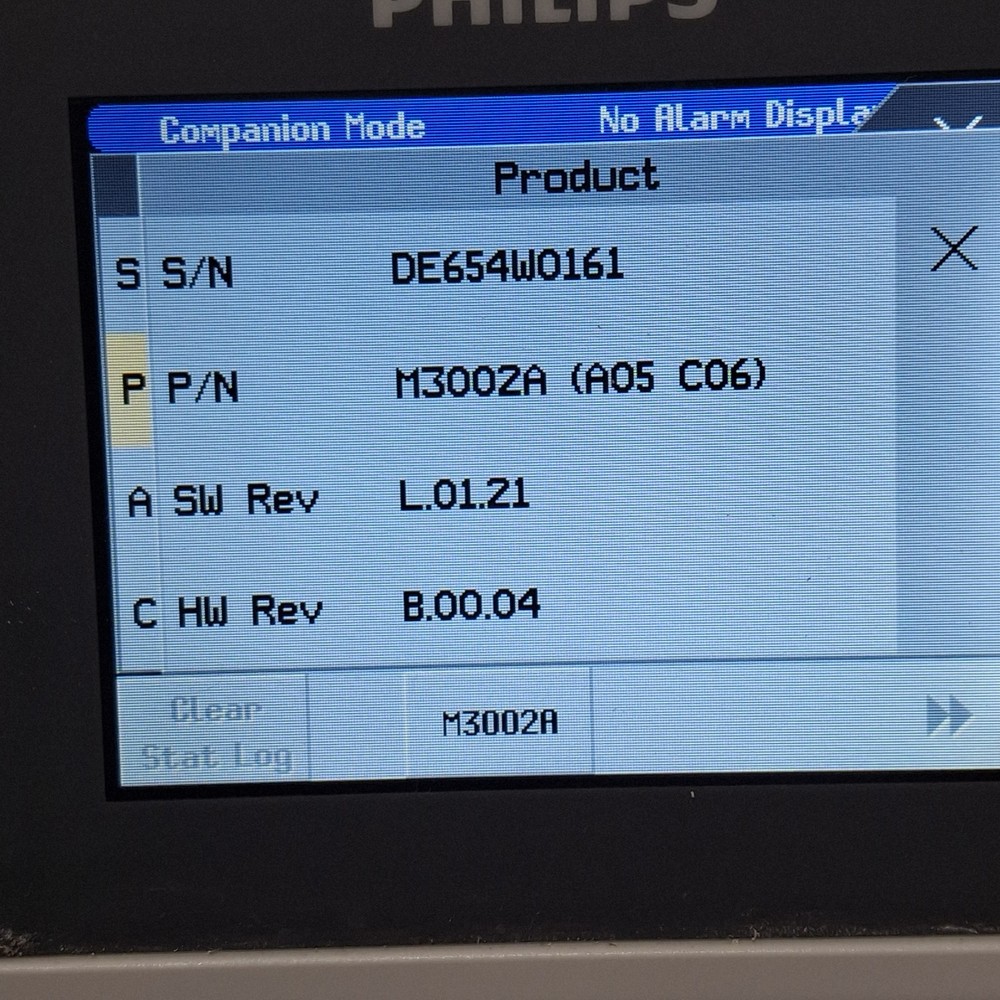 PHILIPS
Companion Mode No Alarm Displa
Product
S S/N DE654W0161
P P/N M3002A (A05 C06)
A SW Rev L.01.21
C HW Rev B.00.04
Clear
Stat Log
M3002A